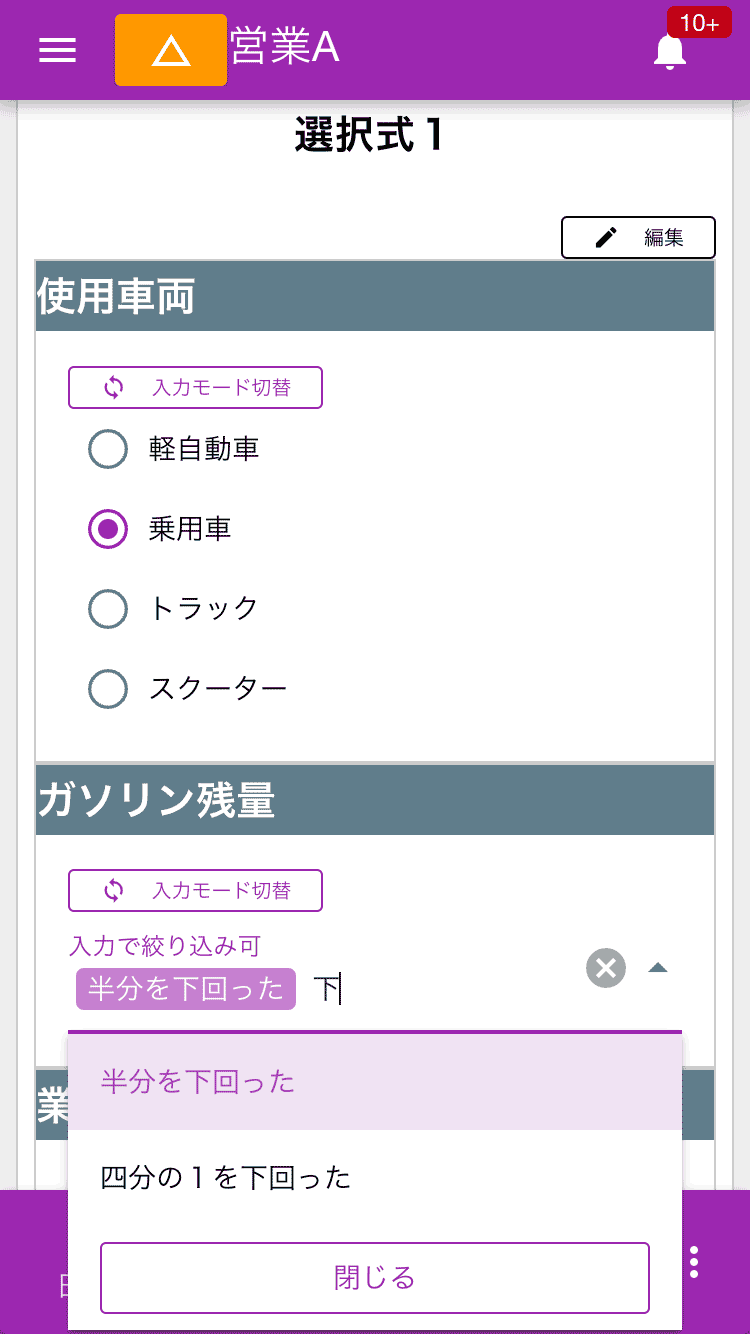 営業A
10+
選択式1
編集
使用車両
入力モード切替
軽自動車
乗用車
トラック
スクーター
ガソリン残量
入力モード切替
入力で絞り込み可
半分を下回った 下
半分を下回った
四分の1を下回った
閉じる